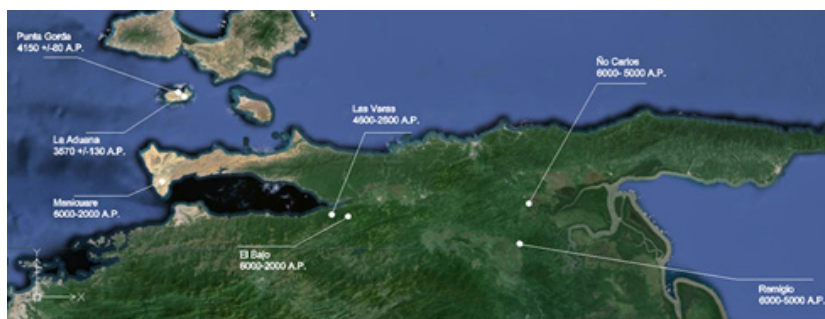 Punta Gorda
4150 +/-80 A.P.
Ño Carlos
6000- 5000 A.P.
Las Varas
4600-2600 A.P.
La Aduana
3570 +/-130 A.P.
Manicuare
6000-2000 A.P.
El Bajo
6000-2000 A.P.
Remigio
6000-5000 A.P.
Y
X